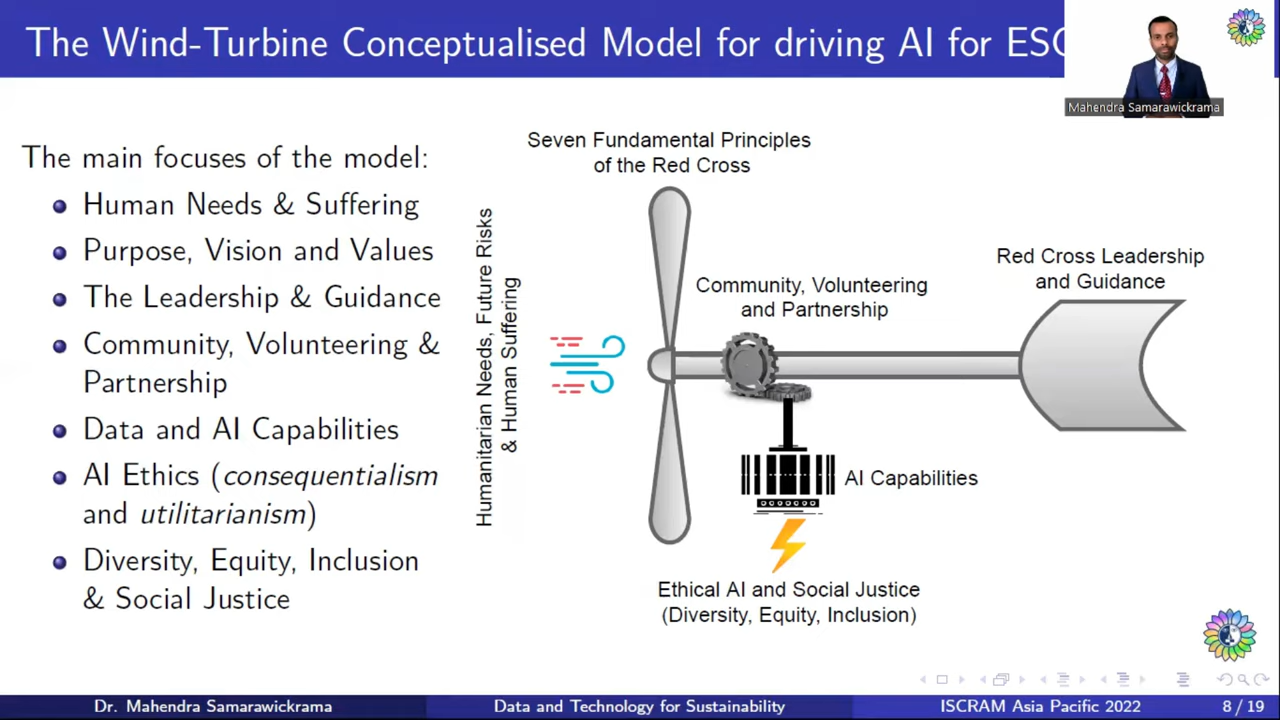 The Wind-Turbine Conceptualised Model for driving AI for ESG
Mahendra Samarawickrama
The main focuses of the model:
Human Needs & Suffering
Purpose, Vision and Values
The Leadership & Guidance
Community, Volunteering &
Partnership
Data and AI Capabilities
AI Ethics (consequentialism
and utilitarianism)
Diversity, Equity, Inclusion
& Social Justice
Seven Fundamental Principles
of the Red Cross
Humanitarian Needs, Future Risks
& Human Suffering
Community, Volunteering
and Partnership
Red Cross Leadership
and Guidance
AI Capabilities
Ethical AI and Social Justice
(Diversity, Equity, Inclusion)
Dr. Mahendra Samarawickrama
Data and Technology for Sustainability
ISCRAM Asia Pacific 2022
8 / 19